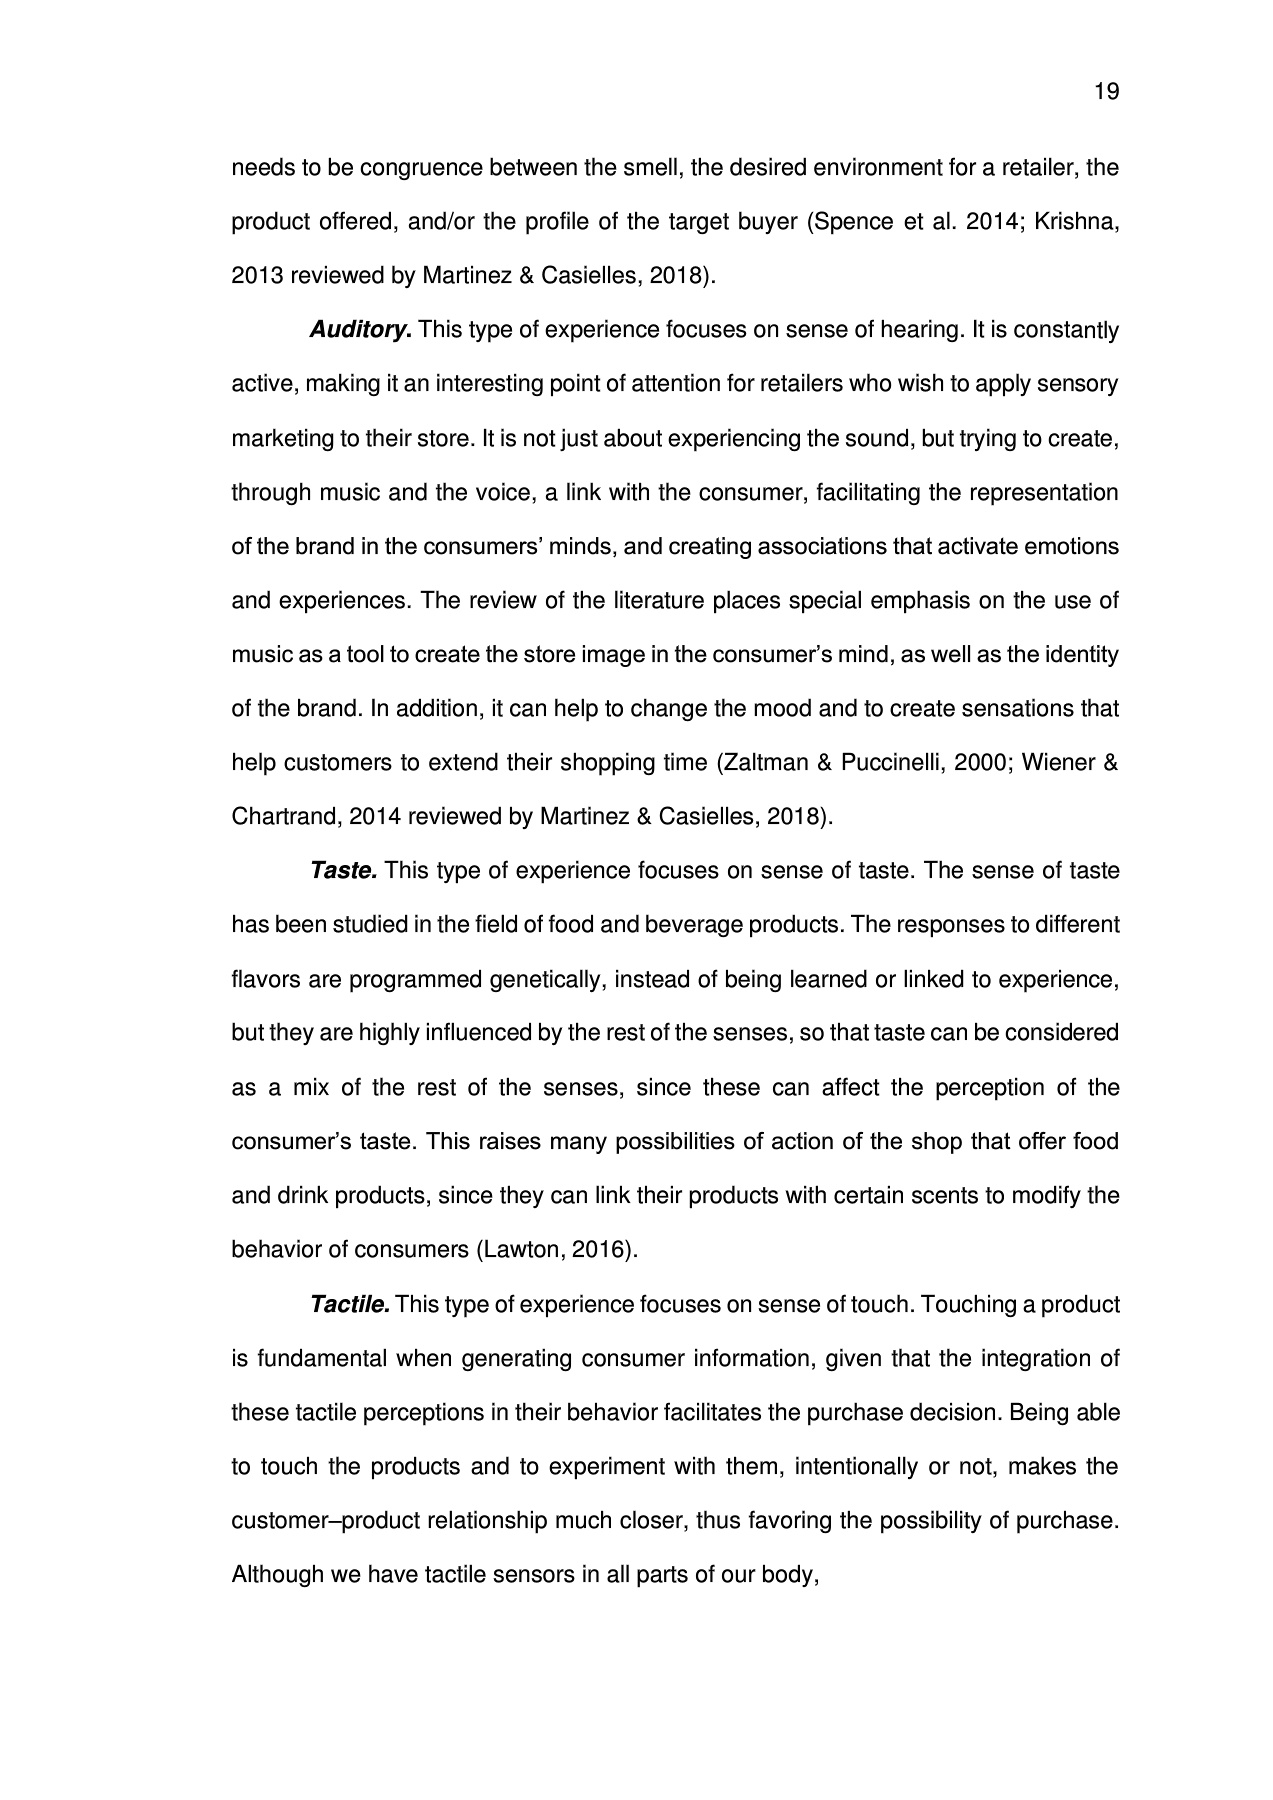 19
needs to be congruence between the smell, the desired environment for a retailer, the
product offered, and/or the profile of the target buyer (Spence et al. 2014; Krishna,
2013 reviewed by Martinez & Casielles, 2018).
Auditory. This type of experience focuses on sense of hearing. It is constantly
active, making it an interesting point of attention for retailers who wish to apply sensory
marketing to their store. It is not just about experiencing the sound, but trying to create,
through music and the voice, a link with the consumer, facilitating the representation
of the brand in the consumers’ minds, and creating associations that activate emotions
and experiences. The review of the literature places special emphasis on the use of
music as a tool to create the store image in the consumer’s mind, as well as the identity
of the brand. In addition, it can help to change the mood and to create sensations that
help customers to extend their shopping time (Zaltman & Puccinelli, 2000; Wiener &
Chartrand, 2014 reviewed by Martinez & Casielles, 2018).
Taste. This type of experience focuses on sense of taste. The sense of taste
has been studied in the field of food and beverage products. The responses to different
flavors are programmed genetically, instead of being learned or linked to experience,
but they are highly influenced by the rest of the senses, so that taste can be considered
as a mix of the rest of the senses, since these can affect the perception of the
consumer’s taste. This raises many possibilities of action of the shop that offer food
and drink products, since they can link their products with certain scents to modify the
behavior of consumers (Lawton, 2016).
Tactile. This type of experience focuses on sense of touch. Touching a product
is fundamental when generating consumer information, given that the integration of
these tactile perceptions in their behavior facilitates the purchase decision. Being able
to touch the products and to experiment with them, intentionally or not, makes the
customer–product relationship much closer, thus favoring the possibility of purchase.
Although we have tactile sensors in all parts of our body,